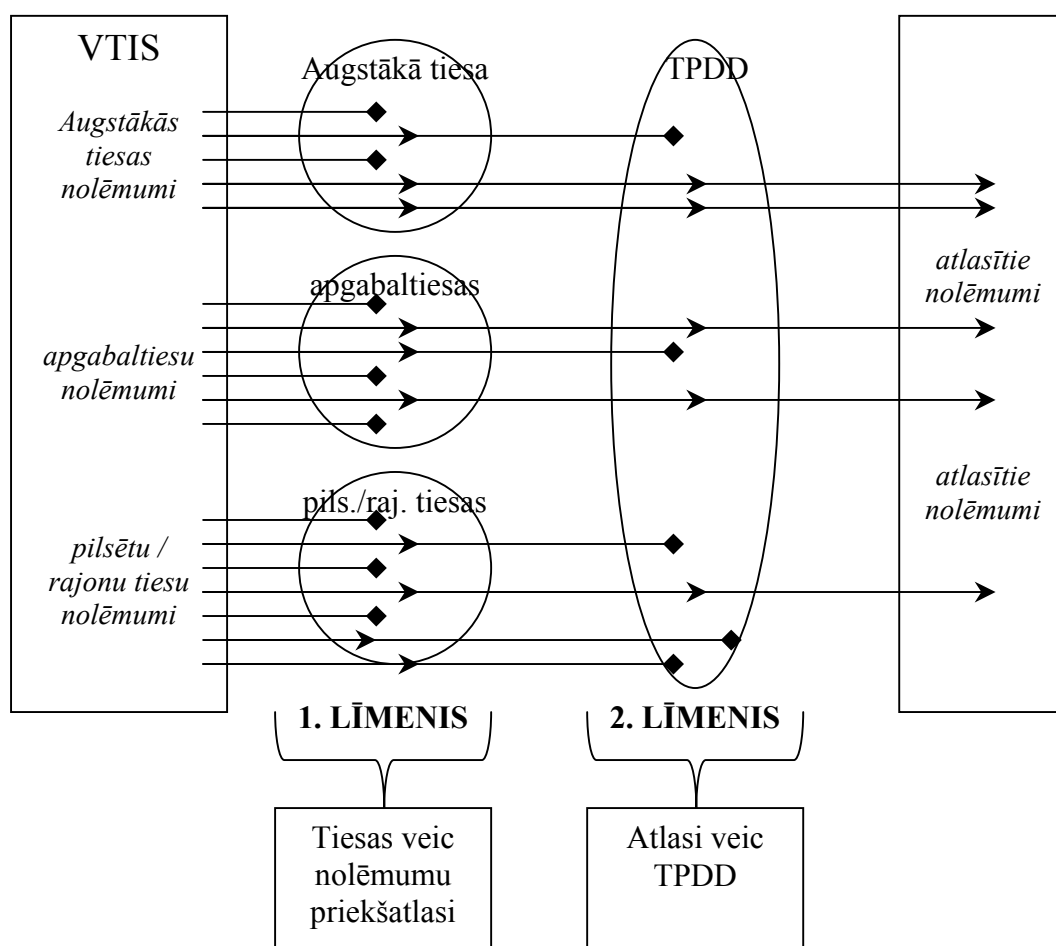 VTIS
Augstākā tiesa
TPDD
Augstākās
tiesas
nolēmumi
atlasītie
nolēmumi
apgabaltiesas
apgabaltiesu
nolēmumi
atlasītie
nolēmumi
pils./raj. tiesas
pilsētu /
rajonu tiesu
nolēmumi
1. LĪMENIS
2. LĪMENIS
Tiesas veic
nolēmumu
priekšatlasi
Atlasi veic
TPDD